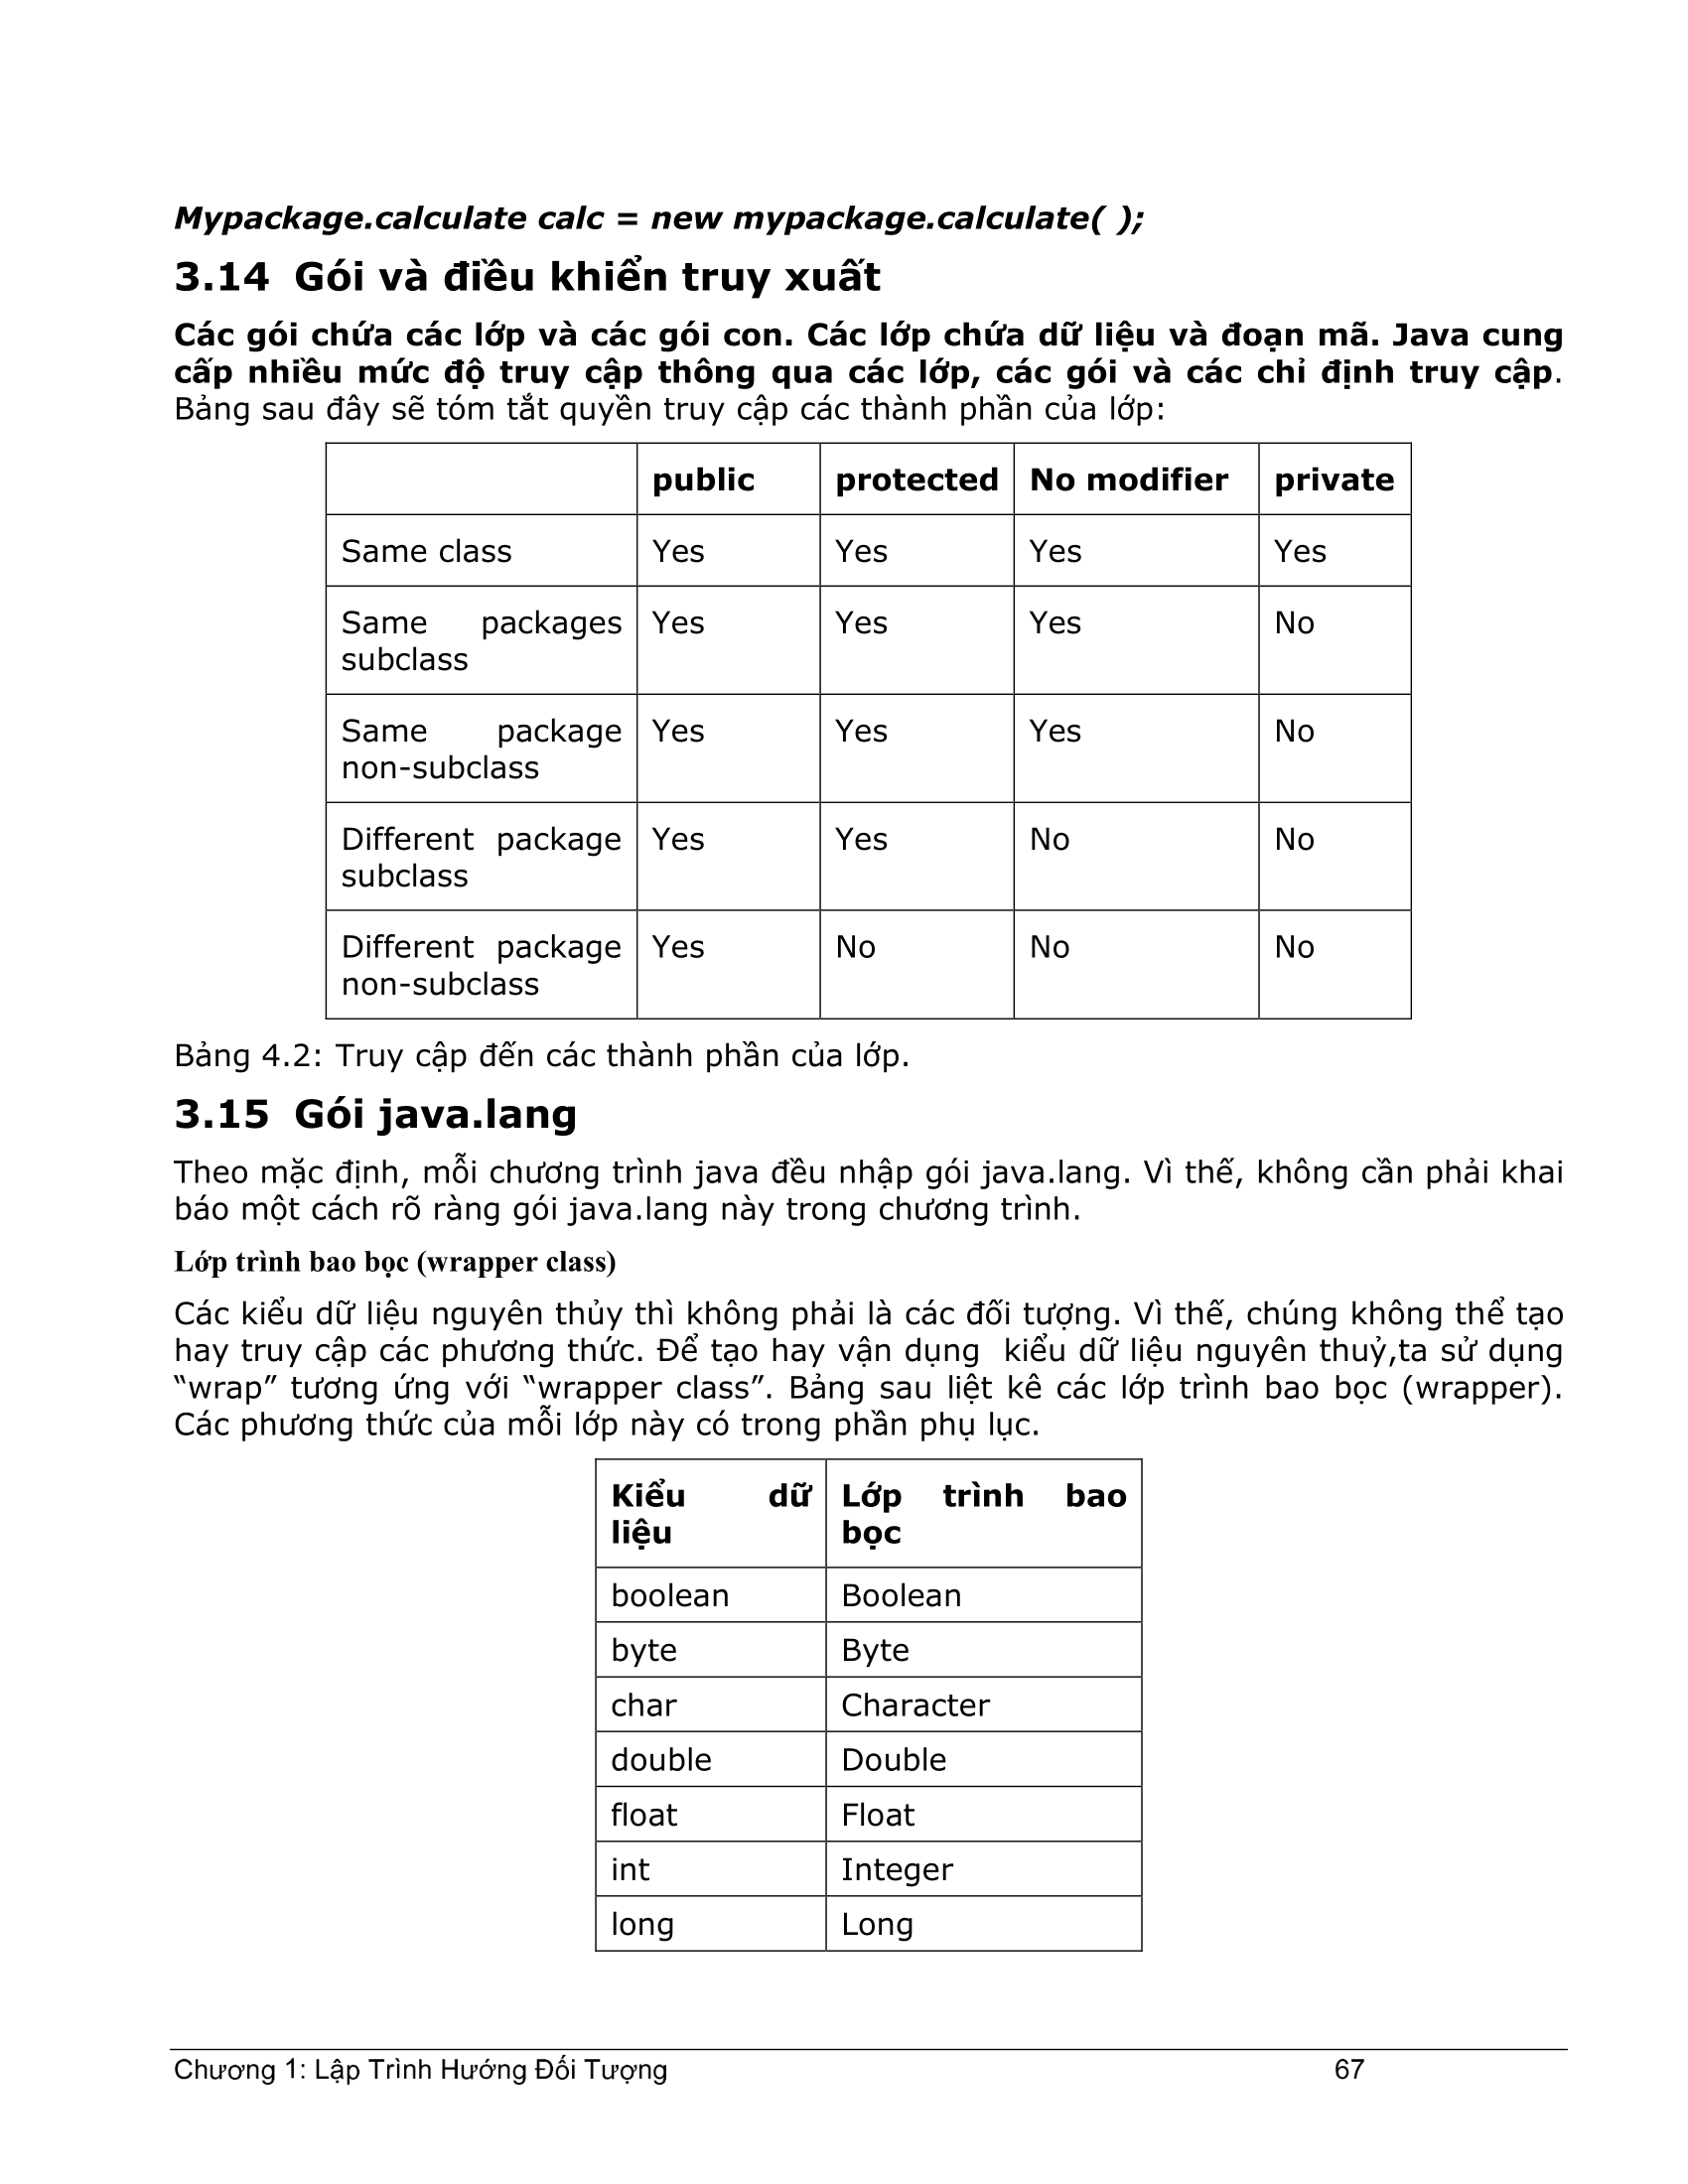 Mypackage.calculate calc = new mypackage.calculate( );
3.14 Gói và điều khiển truy xuất
Các gói chứa các lớp và các gói con. Các lớp chứa dữ liệu và đoạn mã. Java cung
cấp nhiều mức độ truy cập thông qua các lớp, các gói và các chỉ định truy cập.
Bảng sau đây sẽ tóm tắt quyền truy cập các thành phần của lớp:
public protected No modifier private
Same class Yes Yes Yes Yes
Same packages Yes Yes Yes No
subclass
Same package Yes Yes Yes No
non-subclass
Different package Yes Yes No No
subclass
Different package Yes No No No
non-subclass
Bảng 4.2: Truy cập đến các thành phần của lớp.
3.15 Gói java.lang
Theo mặc định, mỗi chương trình java đều nhập gói java.lang. Vì thế, không cần phải khai
báo một cách rõ ràng gói java.lang này trong chương trình.
Lớp trình bao bọc (wrapper class)
Các kiểu dữ liệu nguyên thủy thì không phải là các đối tượng. Vì thế, chúng không thể tạo
hay truy cập các phương thức. Để tạo hay vận dụng kiểu dữ liệu nguyên thuỷ,ta sử dụng
“wrap” tương ứng với “wrapper class”. Bảng sau liệt kê các lớp trình bao bọc (wrapper).
Các phương thức của mỗi lớp này có trong phần phụ lục.
Kiểu dữ Lớp trình bao
liệu bọc
boolean Boolean
byte Byte
char Character
double Double
float Float
int Integer
long Long
Chương 1: Lập Trình Hướng Đối Tượng 67